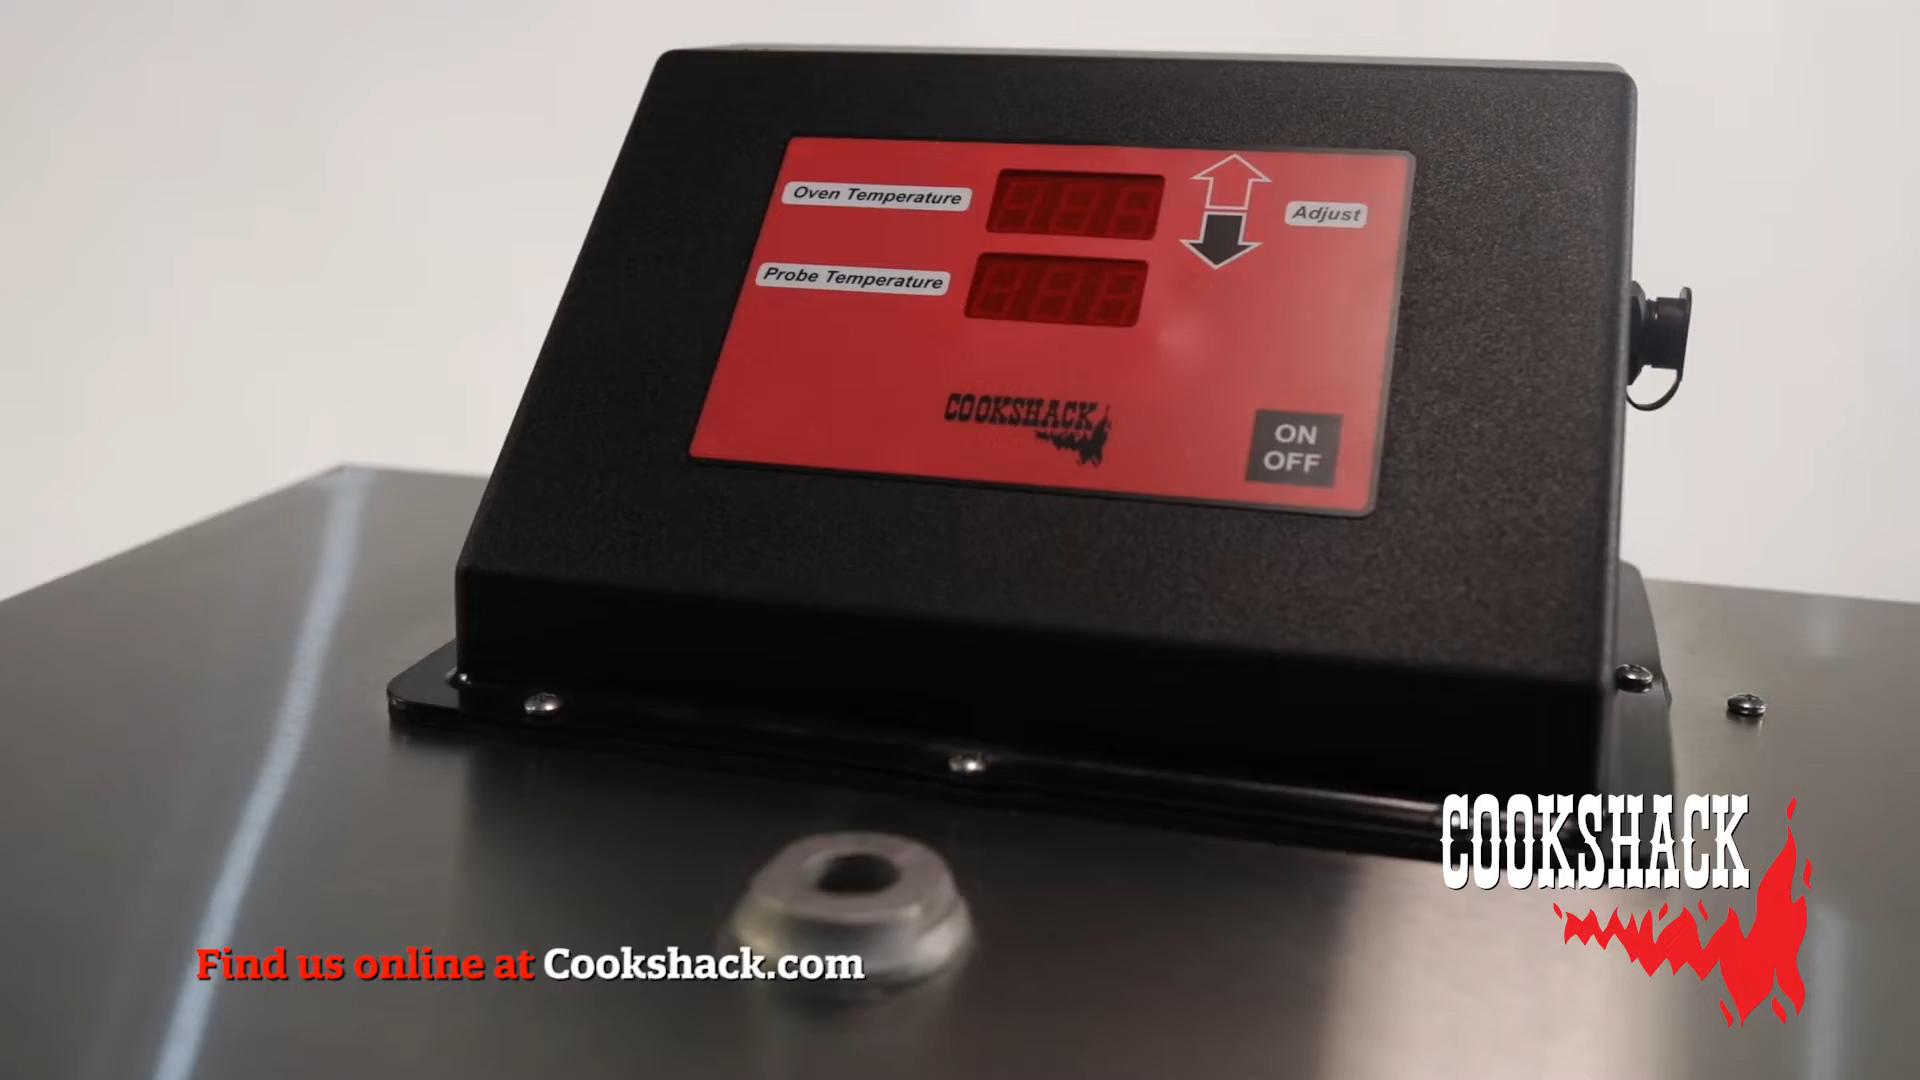 Oven Temperature
Adjust
Probe Temperature
COOKSHACK
ON
OFF
COOKSHACK
Find us online at Cookshack.com